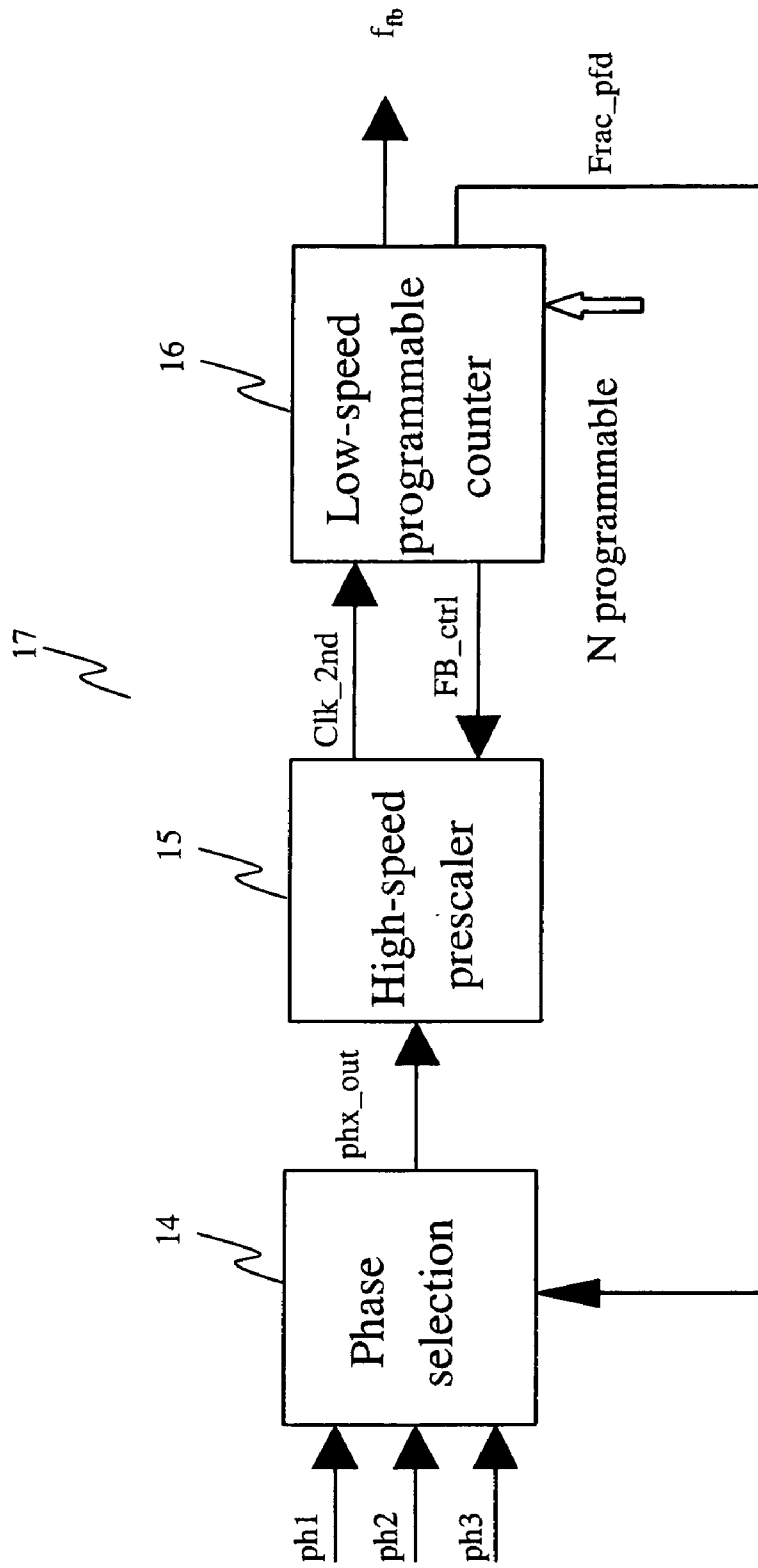 17
14
15
16
ph1
ph2
ph3
Phase
selection
phx_out
High-speed
prescaler
Clk_2nd
FB_ctrl
Low-speed
programmable
counter
N programmable
f_fb
Frac_pfd